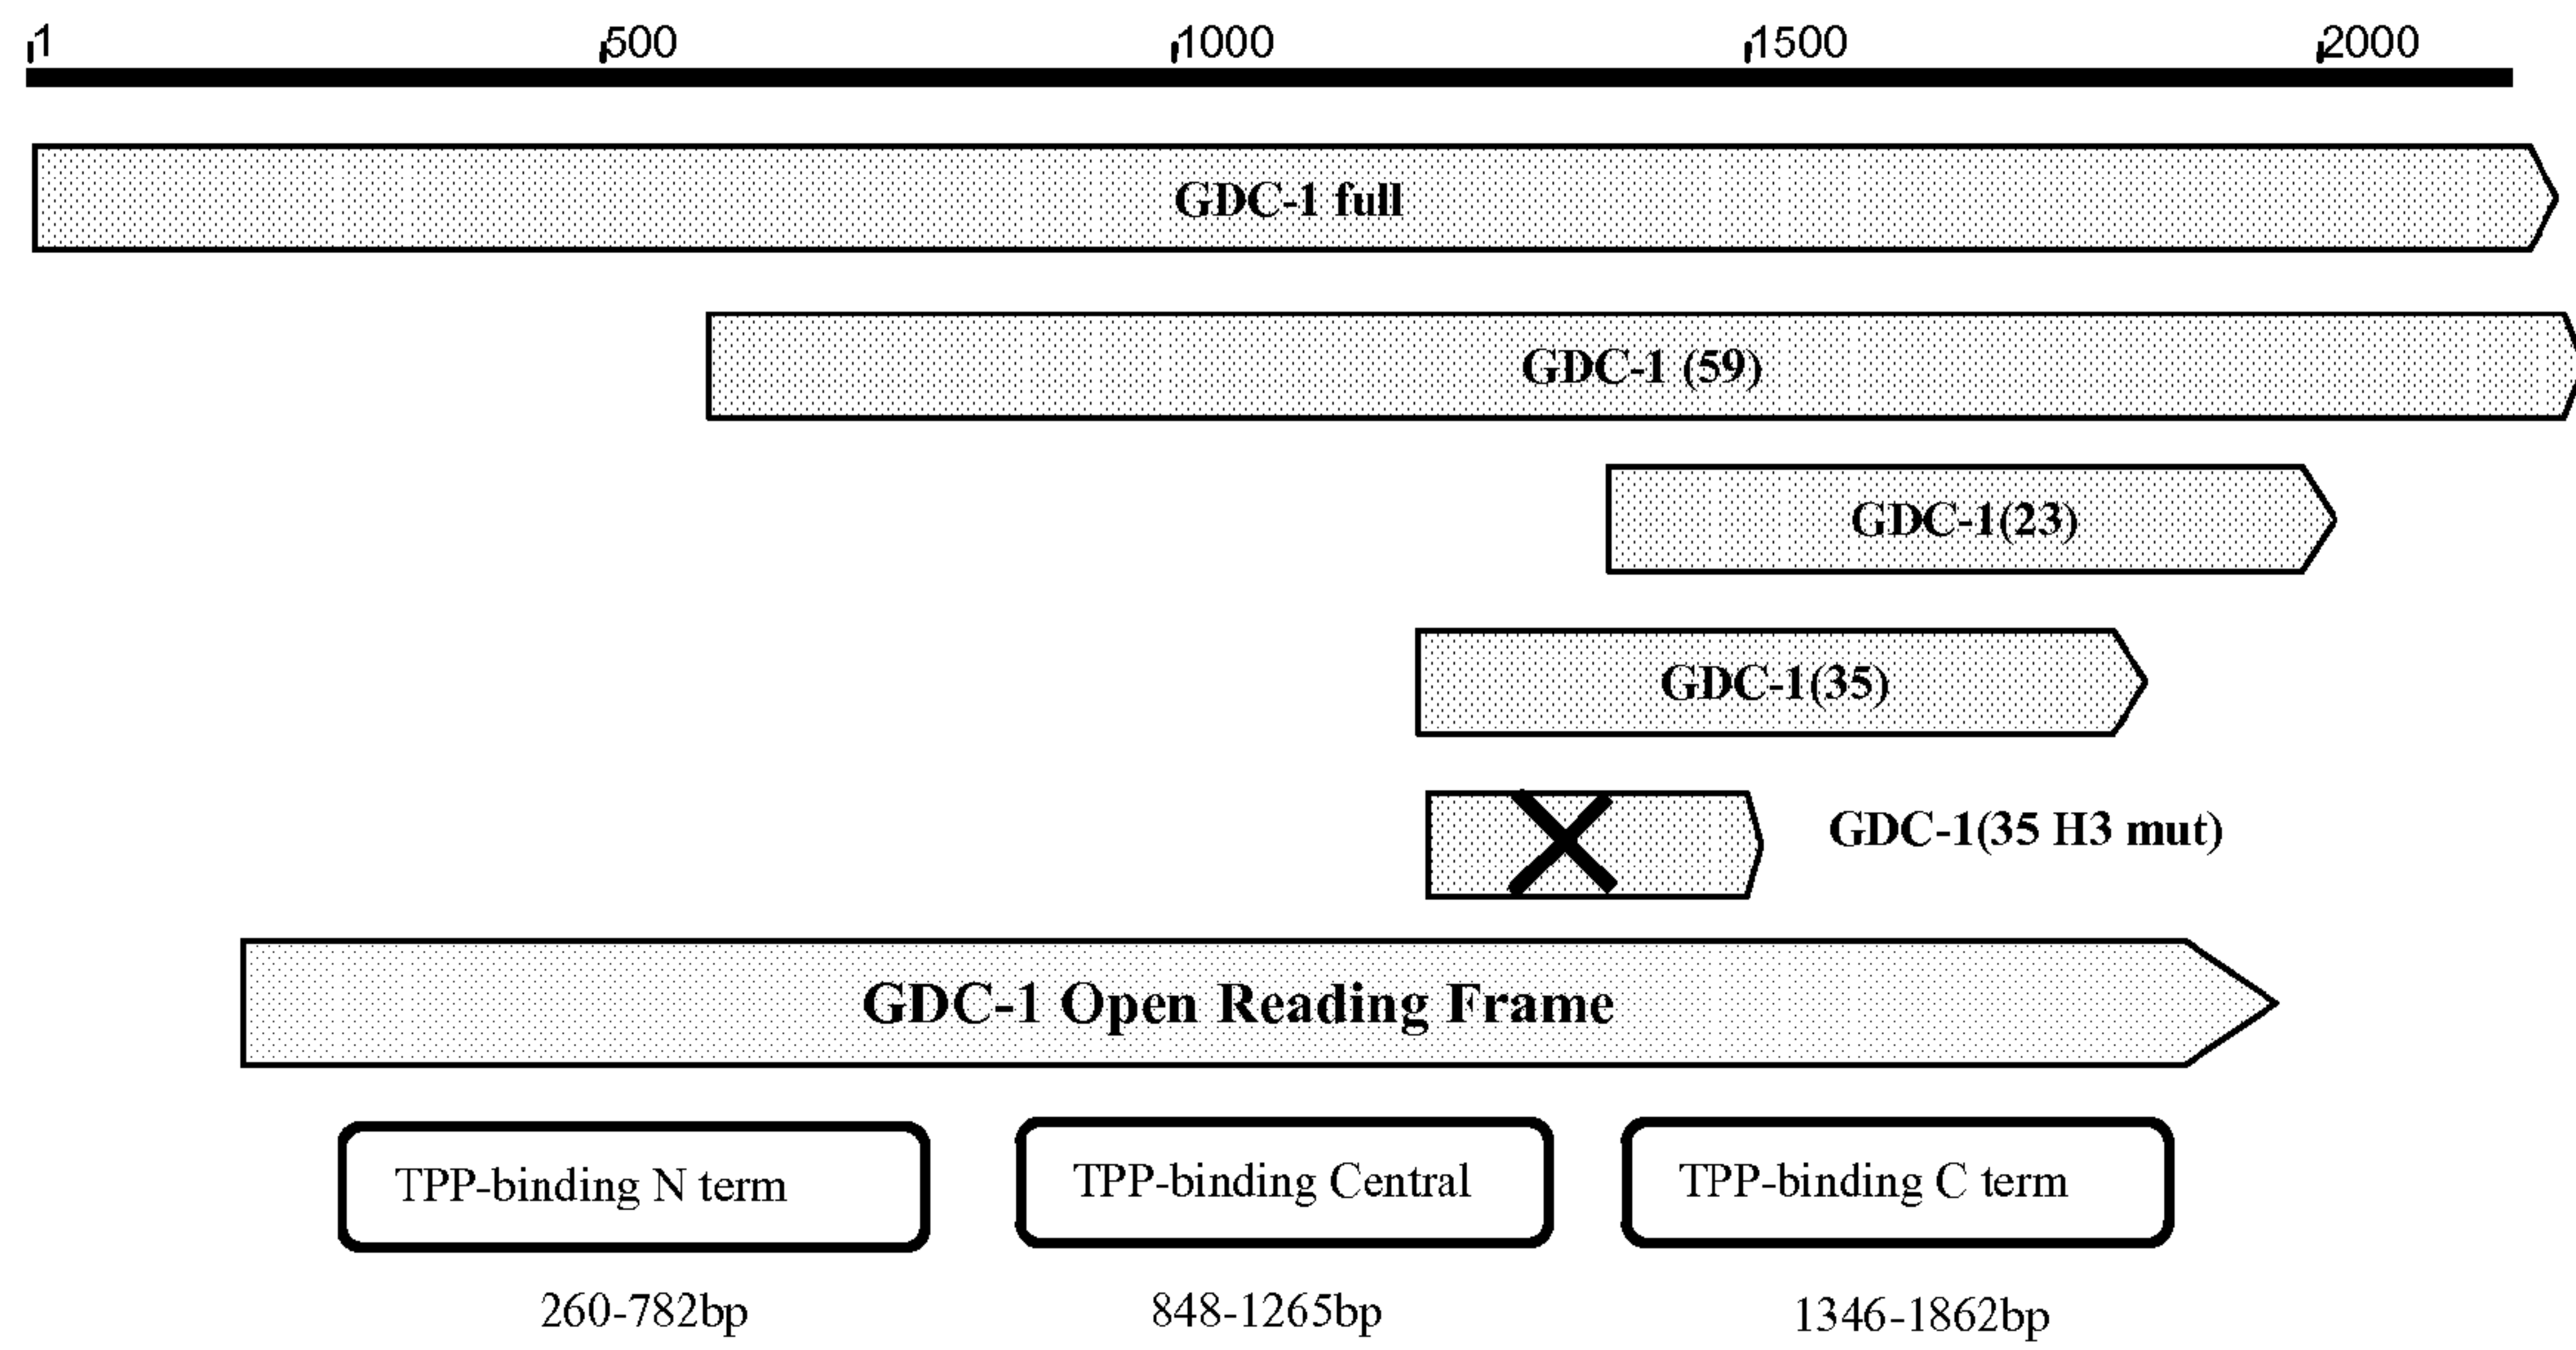 1 500 1000 1500 2000
GDC-1 full
GDC-1 (59)
GDC-1(23)
GDC-1(35)
GDC-1(35 H3 mut)
GDC-1 Open Reading Frame
TPP-binding N term TPP-binding Central TPP-binding C term
260-782bp 848-1265bp 1346-1862bp